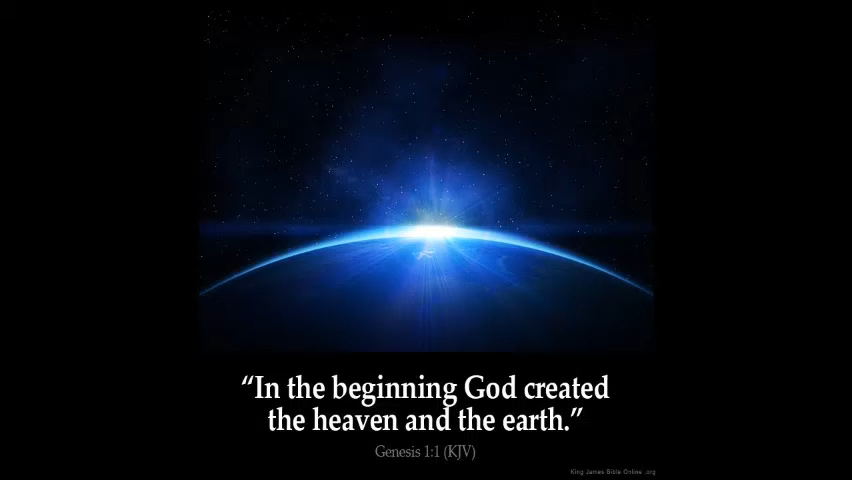 “In the beginning God created
the heaven and the earth.”
Genesis 1:1 (KJV)
King James Bible Online .org